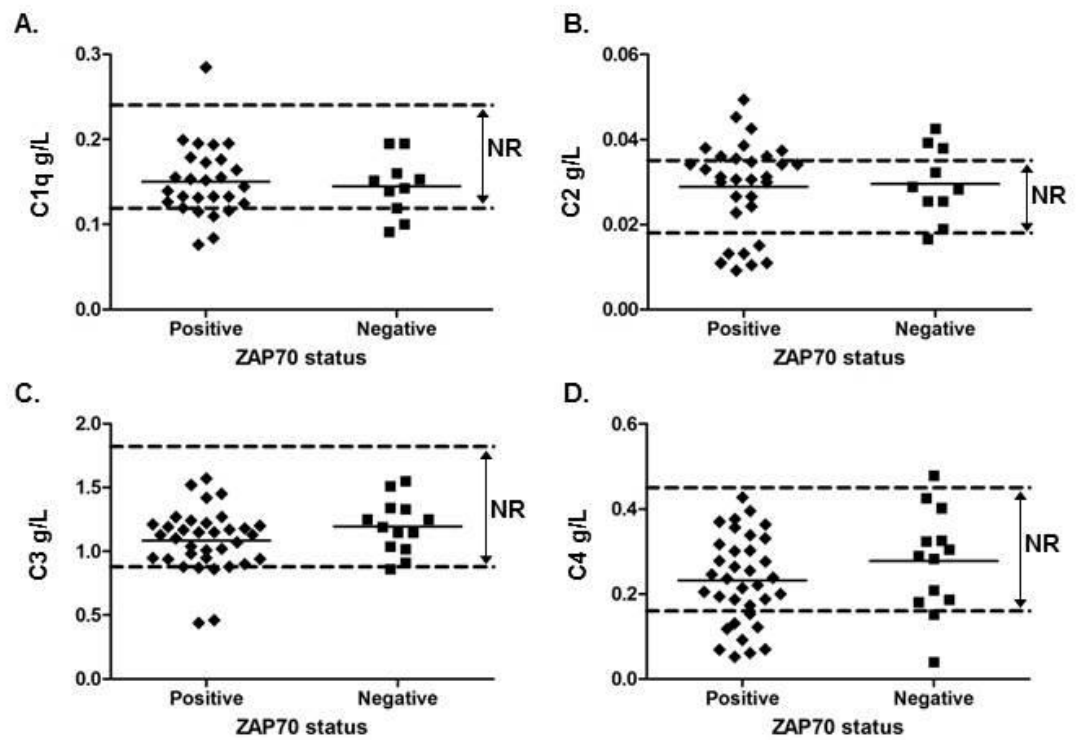 A.
0.3
0.2
0.1
0.0
C1q g/L
NR
Positive Negative
ZAP70 status
B.
0.06
0.04
0.02
0.00
C2 g/L
NR
Positive Negative
ZAP70 status
C.
2.0
1.5
1.0
0.5
0.0
C3 g/L
NR
Positive Negative
ZAP70 status
D.
0.6
0.4
0.2
0.0
C4 g/L
NR
Positive Negative
ZAP70 status